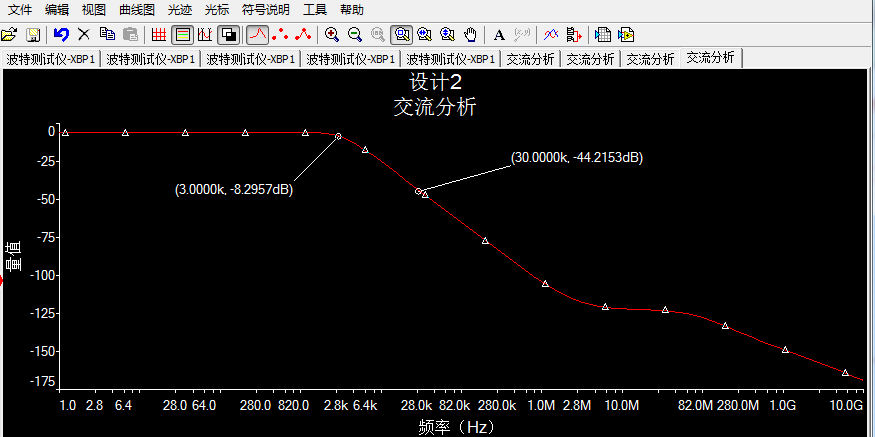 文件 编辑 视图 曲线图 光迹 光标 符号说明 工具 帮助
A
波特测试仪-XBP1 波特测试仪-XBP1 波特测试仪-XBP1 波特测试仪-XBP1 波特测试仪-XBP1 交流分析 交流分析 交流分析 交流分析
设计2
交流分析
0
-25
-50
-75
-100
-125
-150
-175
量值
(3.0000k, -8.2957dB)
(30.0000k, -44.2153dB)
1.0 2.8 6.4 28.0 64.0 280.0 820.0 2.8k 6.4k 28.0k 82.0k 280.0k 1.0M 2.8M 10.0M 82.0M 280.0M 1.0G 10.0G
频率（Hz）